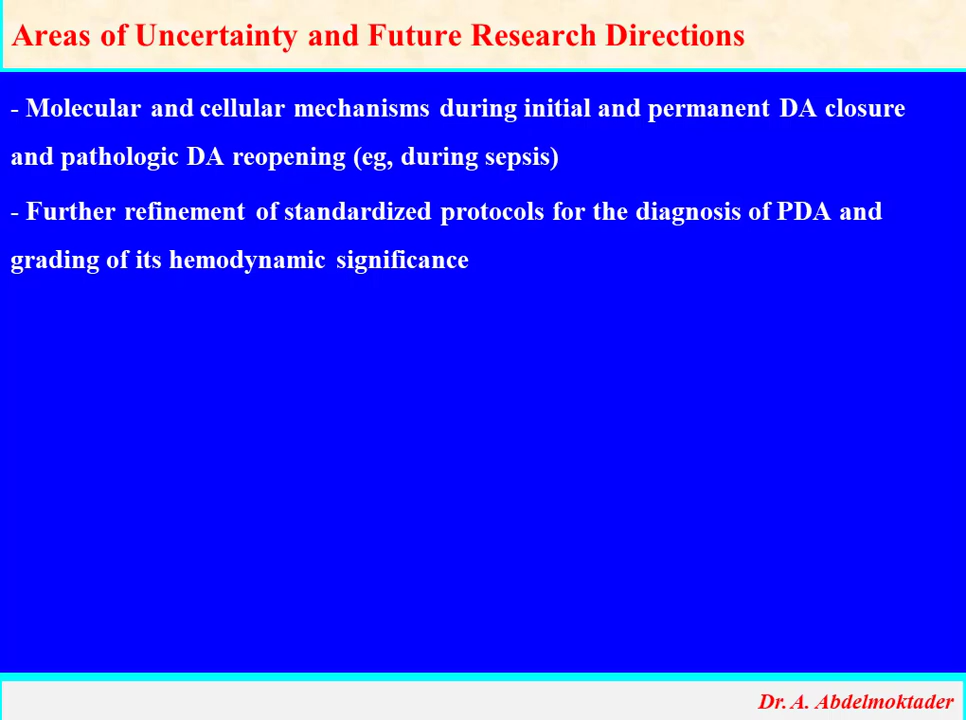 Areas of Uncertainty and Future Research Directions
- Molecular and cellular mechanisms during initial and permanent DA closure
and pathologic DA reopening (eg, during sepsis)
- Further refinement of standardized protocols for the diagnosis of PDA and
grading of its hemodynamic significance
Dr. A. Abdelmoktader